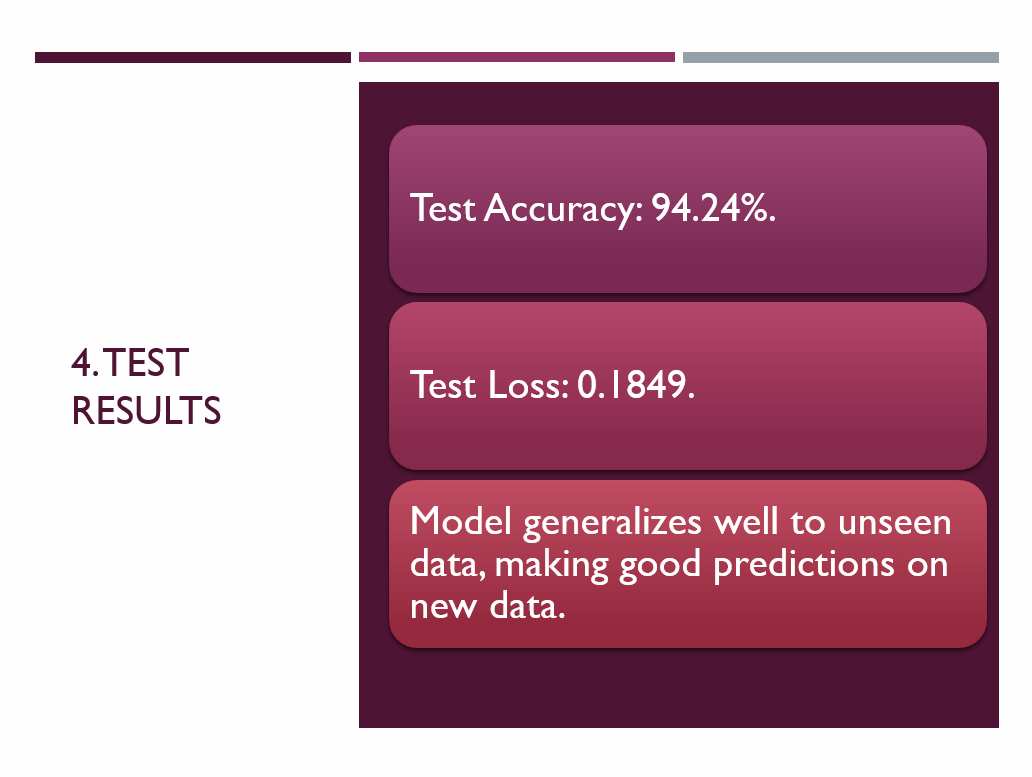 4. TEST
RESULTS
Test Accuracy: 94.24%.
Test Loss: 0.1849.
Model generalizes well to unseen
data, making good predictions on
new data.